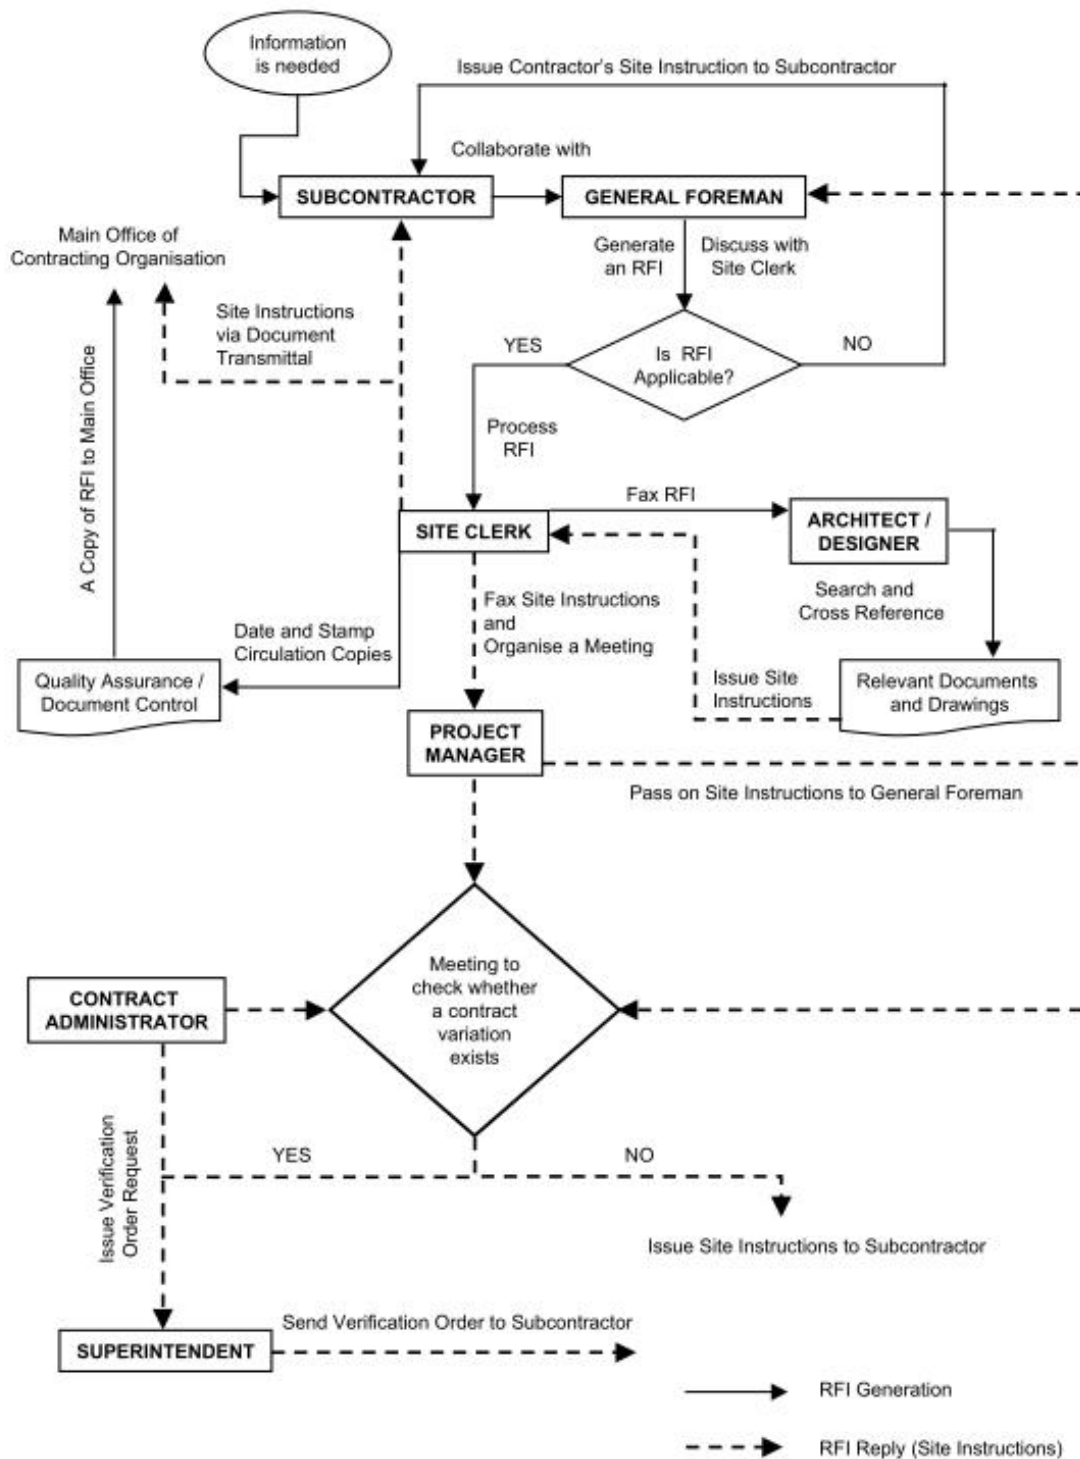 Information
is needed
Issue Contractor's Site Instruction to Subcontractor
Collaborate with
SUBCONTRACTOR
GENERAL FOREMAN
Main Office of
Contracting Organisation
Generate
an RFI
Discuss with
Site Clerk
Site Instructions
via Document
Transmittal
YES
Is RFI
Applicable?
NO
A Copy of RFI to Main Office
Process
RFI
Fax RFI
SITE CLERK
ARCHITECT /
DESIGNER
Fax Site Instructions
and
Organise a Meeting
Search and
Cross Reference
Date and Stamp
Circulation Copies
Quality Assurance /
Document Control
Issue Site
Instructions
Relevant Documents
and Drawings
PROJECT
MANAGER
Pass on Site Instructions to General Foreman
Meeting to
check whether
a contract
variation
exists
CONTRACT
ADMINISTRATOR
YES
NO
Issue Verification
Order Request
Issue Site Instructions to Subcontractor
Send Verification Order to Subcontractor
SUPERINTENDENT
RFI Generation
RFI Reply (Site Instructions)